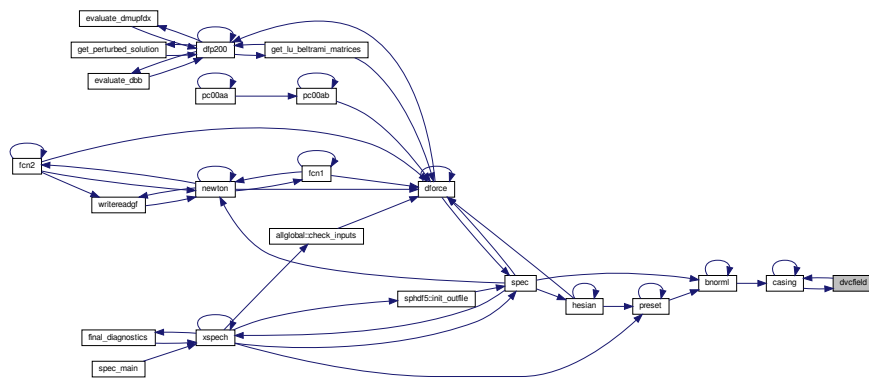 evaluate_dmupfdx
get_perturbed_solution
dfp200
get_lu_beltrami_matrices
evaluate_dbb
pc00aa
pc00ab
fcn2
fcn1
newton
dforce
writereadgf
allglobal::check_inputs
spec
bnorml
casing
dvcfield
sphdf5::init_outfile
hesian
preset
final_diagnostics
xspech
spec_main